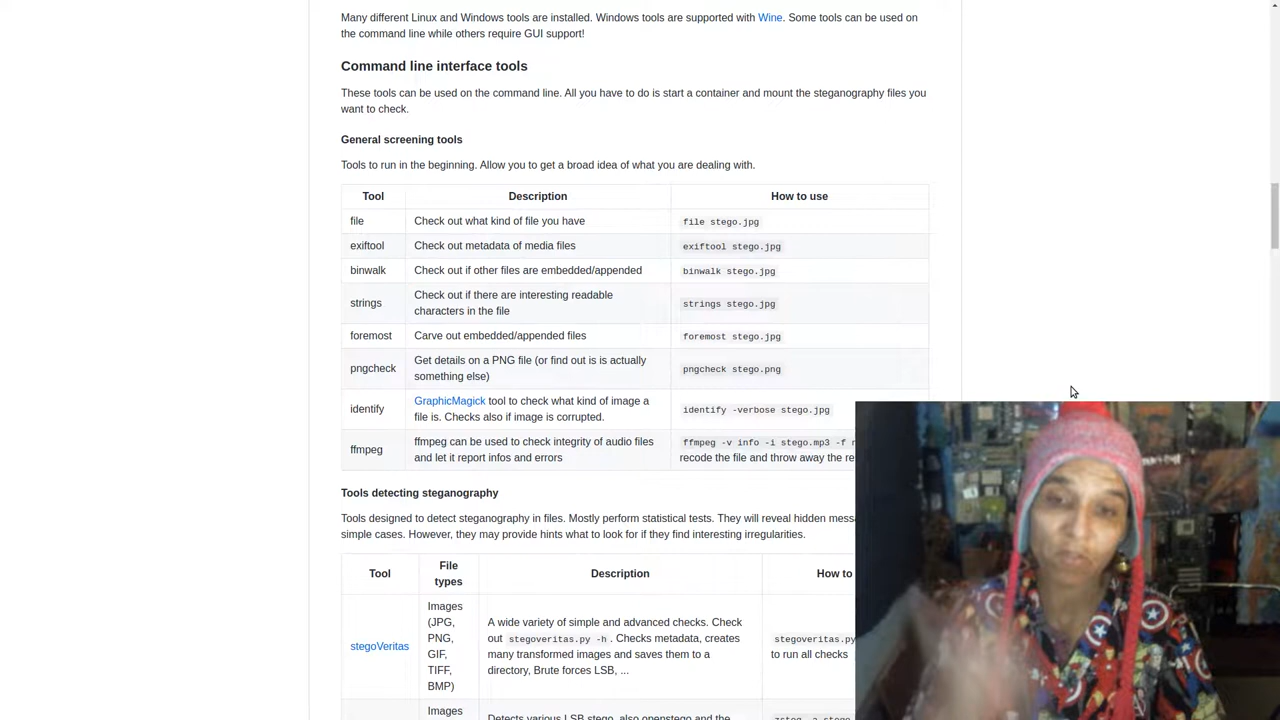 Many different Linux and Windows tools are installed. Windows tools are supported with Wine. Some tools can be used on
the command line while others require GUI support!
Command line interface tools
These tools can be used on the command line. All you have to do is start a container and mount the steganography files you
want to check.
General screening tools
Tools to run in the beginning. Allow you to get a broad idea of what you are dealing with.
Tool Description How to use
file Check out what kind of file you have file stego.jpg
exiftool Check out metadata of media files exiftool stego.jpg
binwalk Check out if other files are embedded/appended binwalk stego.jpg
strings Check out if there are interesting readable
characters in the file strings stego.jpg
foremost Carve out embedded/appended files foremost stego.jpg
pngcheck Get details on a PNG file (or find out is is actually
something else) pngcheck stego.png
identify GraphicMagick tool to check what kind of image a
file is. Checks also if image is corrupted. identify -verbose stego.jpg
ffmpeg ffmpeg can be used to check integrity of audio files
and let it report infos and errors ffmpeg -v info -i stego.mp3 -f
recode the file and throw away the
Tools detecting steganography
Tools designed to detect steganography in files. Mostly perform statistical tests. They will reveal hidden
simple cases. However, they may provide hints what to look for if they find interesting irregularities.
Tool File
types Description How to
stegoVeritas Images
(JPG,
PNG,
GIF,
TIFF,
BMP) A wide variety of simple and advanced checks. Check
out stegoveritas.py -h. Checks metadata, creates
many transformed images and saves them to a
directory, Brute forces LSB, ... stegoveritas.py
to run all checks
Images
Detects various LSB stego, also openstego and the